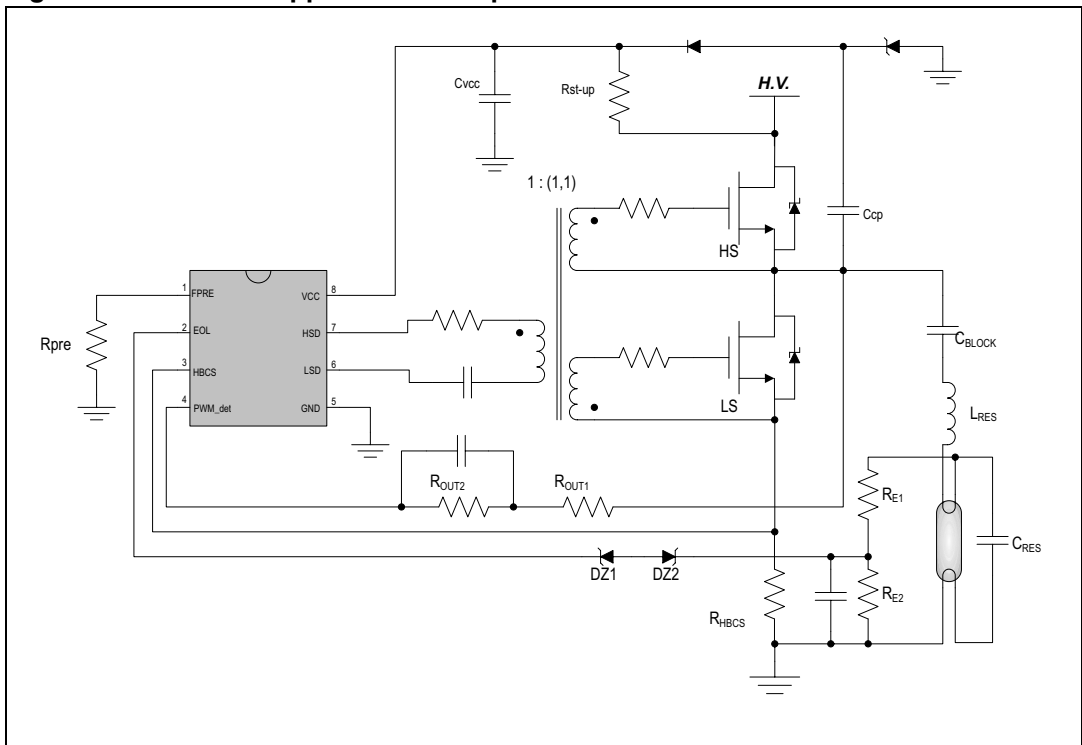 Cvcc
Rst-up
H.V.
1 : (1,1)
Ccp
HS
1 FPRE VCC 8
2 EOL HSD 7
3 HBCS LSD 6
4 PWM_det GND 5
Rpre
LS
CBLOCK
LRES
ROUT2
ROUT1
RE1
CRES
DZ1
DZ2
RE2
RHBCS